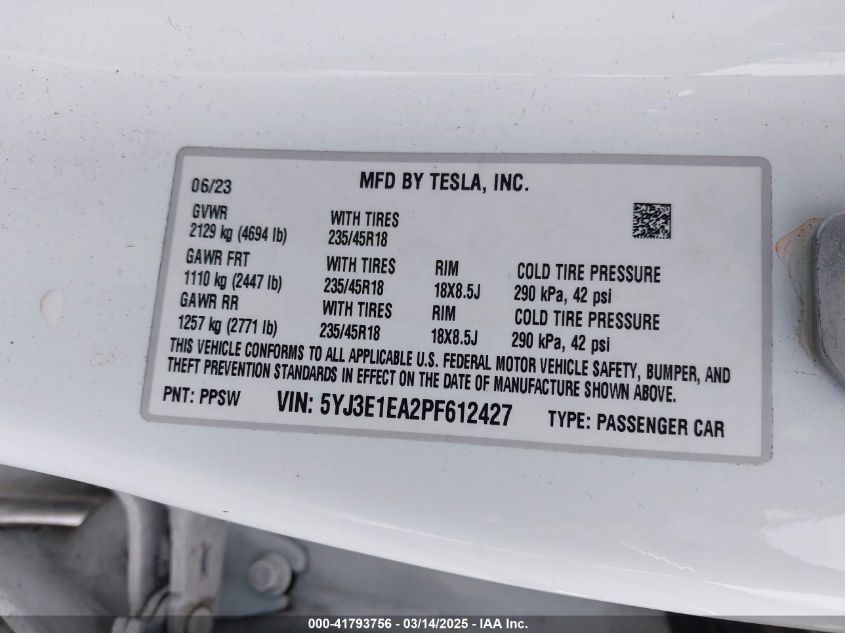 06/23 MFD BY TESLA, INC.
GVWR WITH TIRES
2129 kg (4694 lb) 235/45R18
GAWR FRT WITH TIRES RIM COLD TIRE PRESSURE
1110 kg (2447 lb) 235/45R18 18X8.5J 290 kPa, 42 psi
GAWR RR WITH TIRES RIM COLD TIRE PRESSURE
1257 kg (2771 lb) 235/45R18 18X8.5J 290 kPa, 42 psi
THIS VEHICLE CONFORMS TO ALL APPLICABLE U.S. FEDERAL MOTOR VEHICLE SAFETY, BUMPER, AND
THEFT PREVENTION STANDARDS IN EFFECT ON THE DATE OF MANUFACTURE SHOWN ABOVE.
PNT: PPSW VIN: 5YJ3E1EA2PF612427 TYPE: PASSENGER CAR
000-41793756 - 03/14/2025 - IAA Inc.